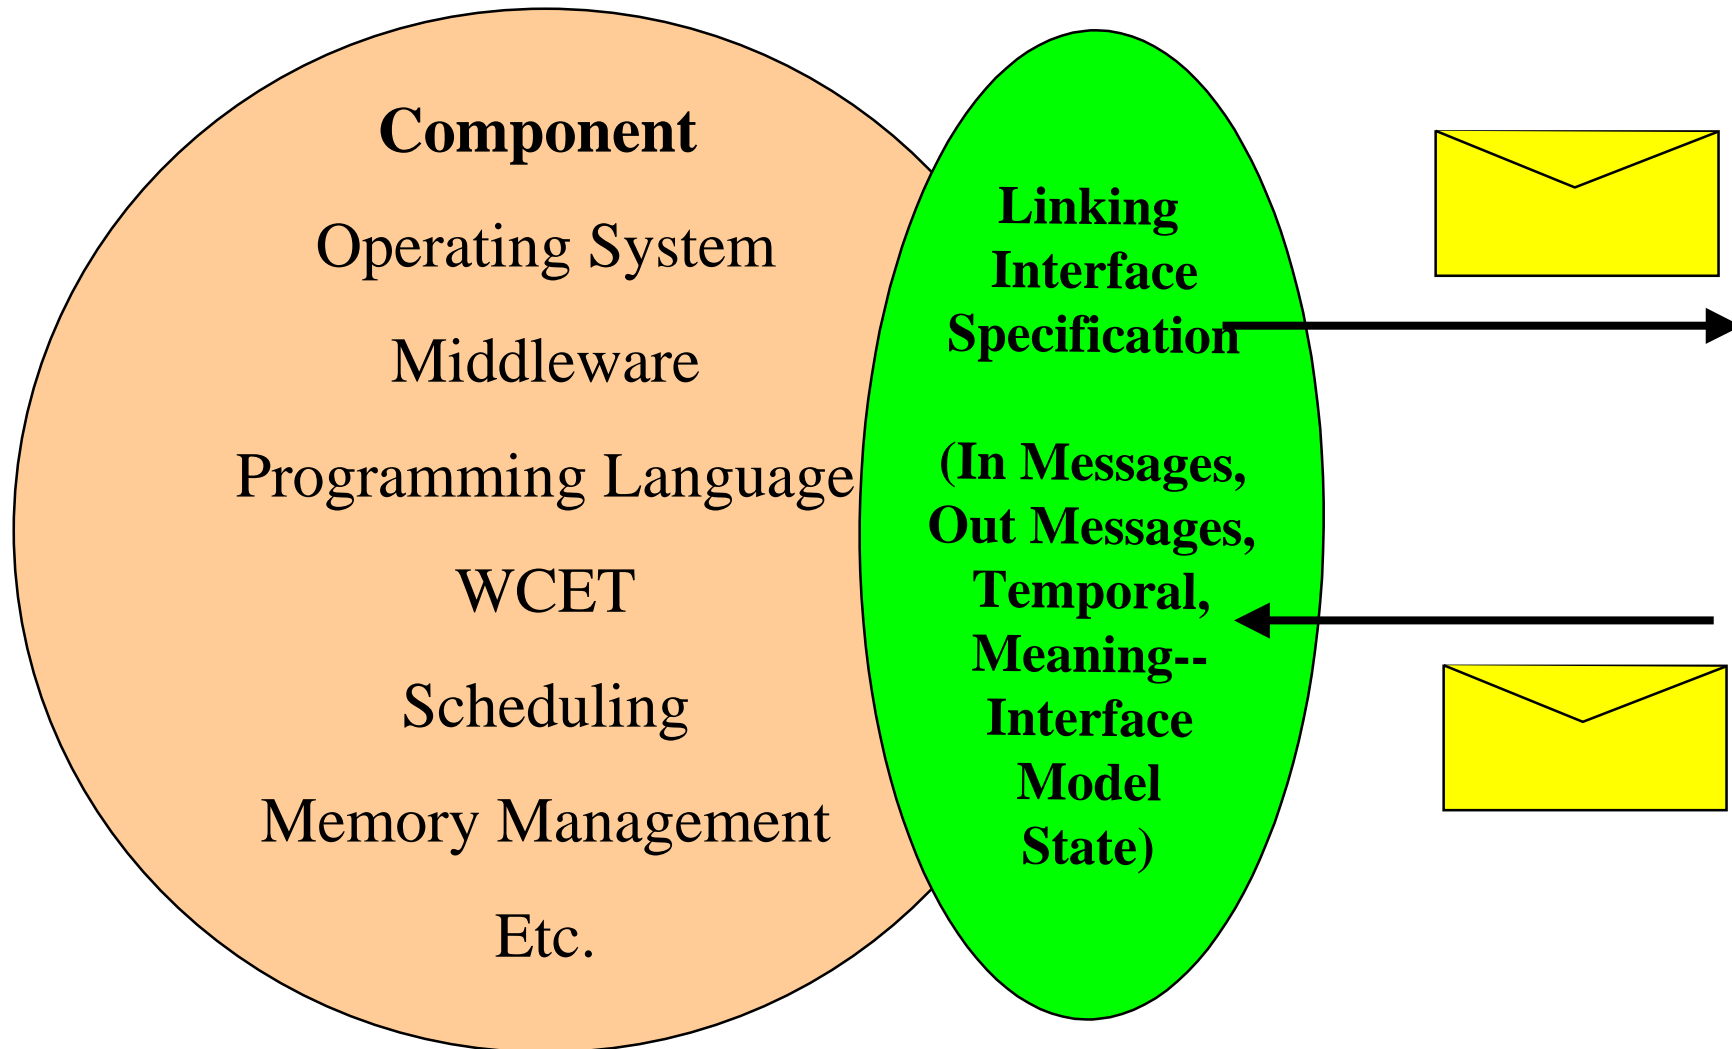 Component
Operating System
Middleware
Programming Language
WCET
Scheduling
Memory Management
Etc.
Linking
Interface
Specification
(In Messages,
Out Messages,
Temporal,
Meaning--
Interface
Model
State)